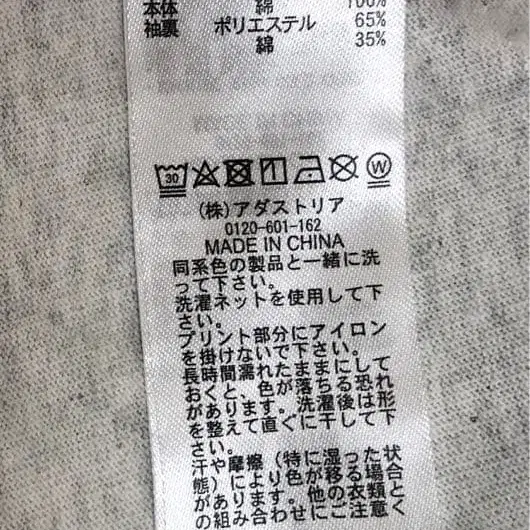 本体 綿 100%
袖裏 ポリエステル 65%
綿 35%
30 W
(株)アダストリア
0120-601-162
MADE IN CHINA
同系色の製品と一緒に洗
って下さい。
洗濯ネットを使用して下
さい。
プリント部分にアイロン
を掛けないで下さい。
長時間濡れたままにして
おくと、色が落ちる恐れ
があります。洗濯後は形
を整えて直ぐに干して下
さい。
汗や摩擦（特に湿った状
態）により色が移る場合
があります。他の衣類と
の組み合わせにご注意く